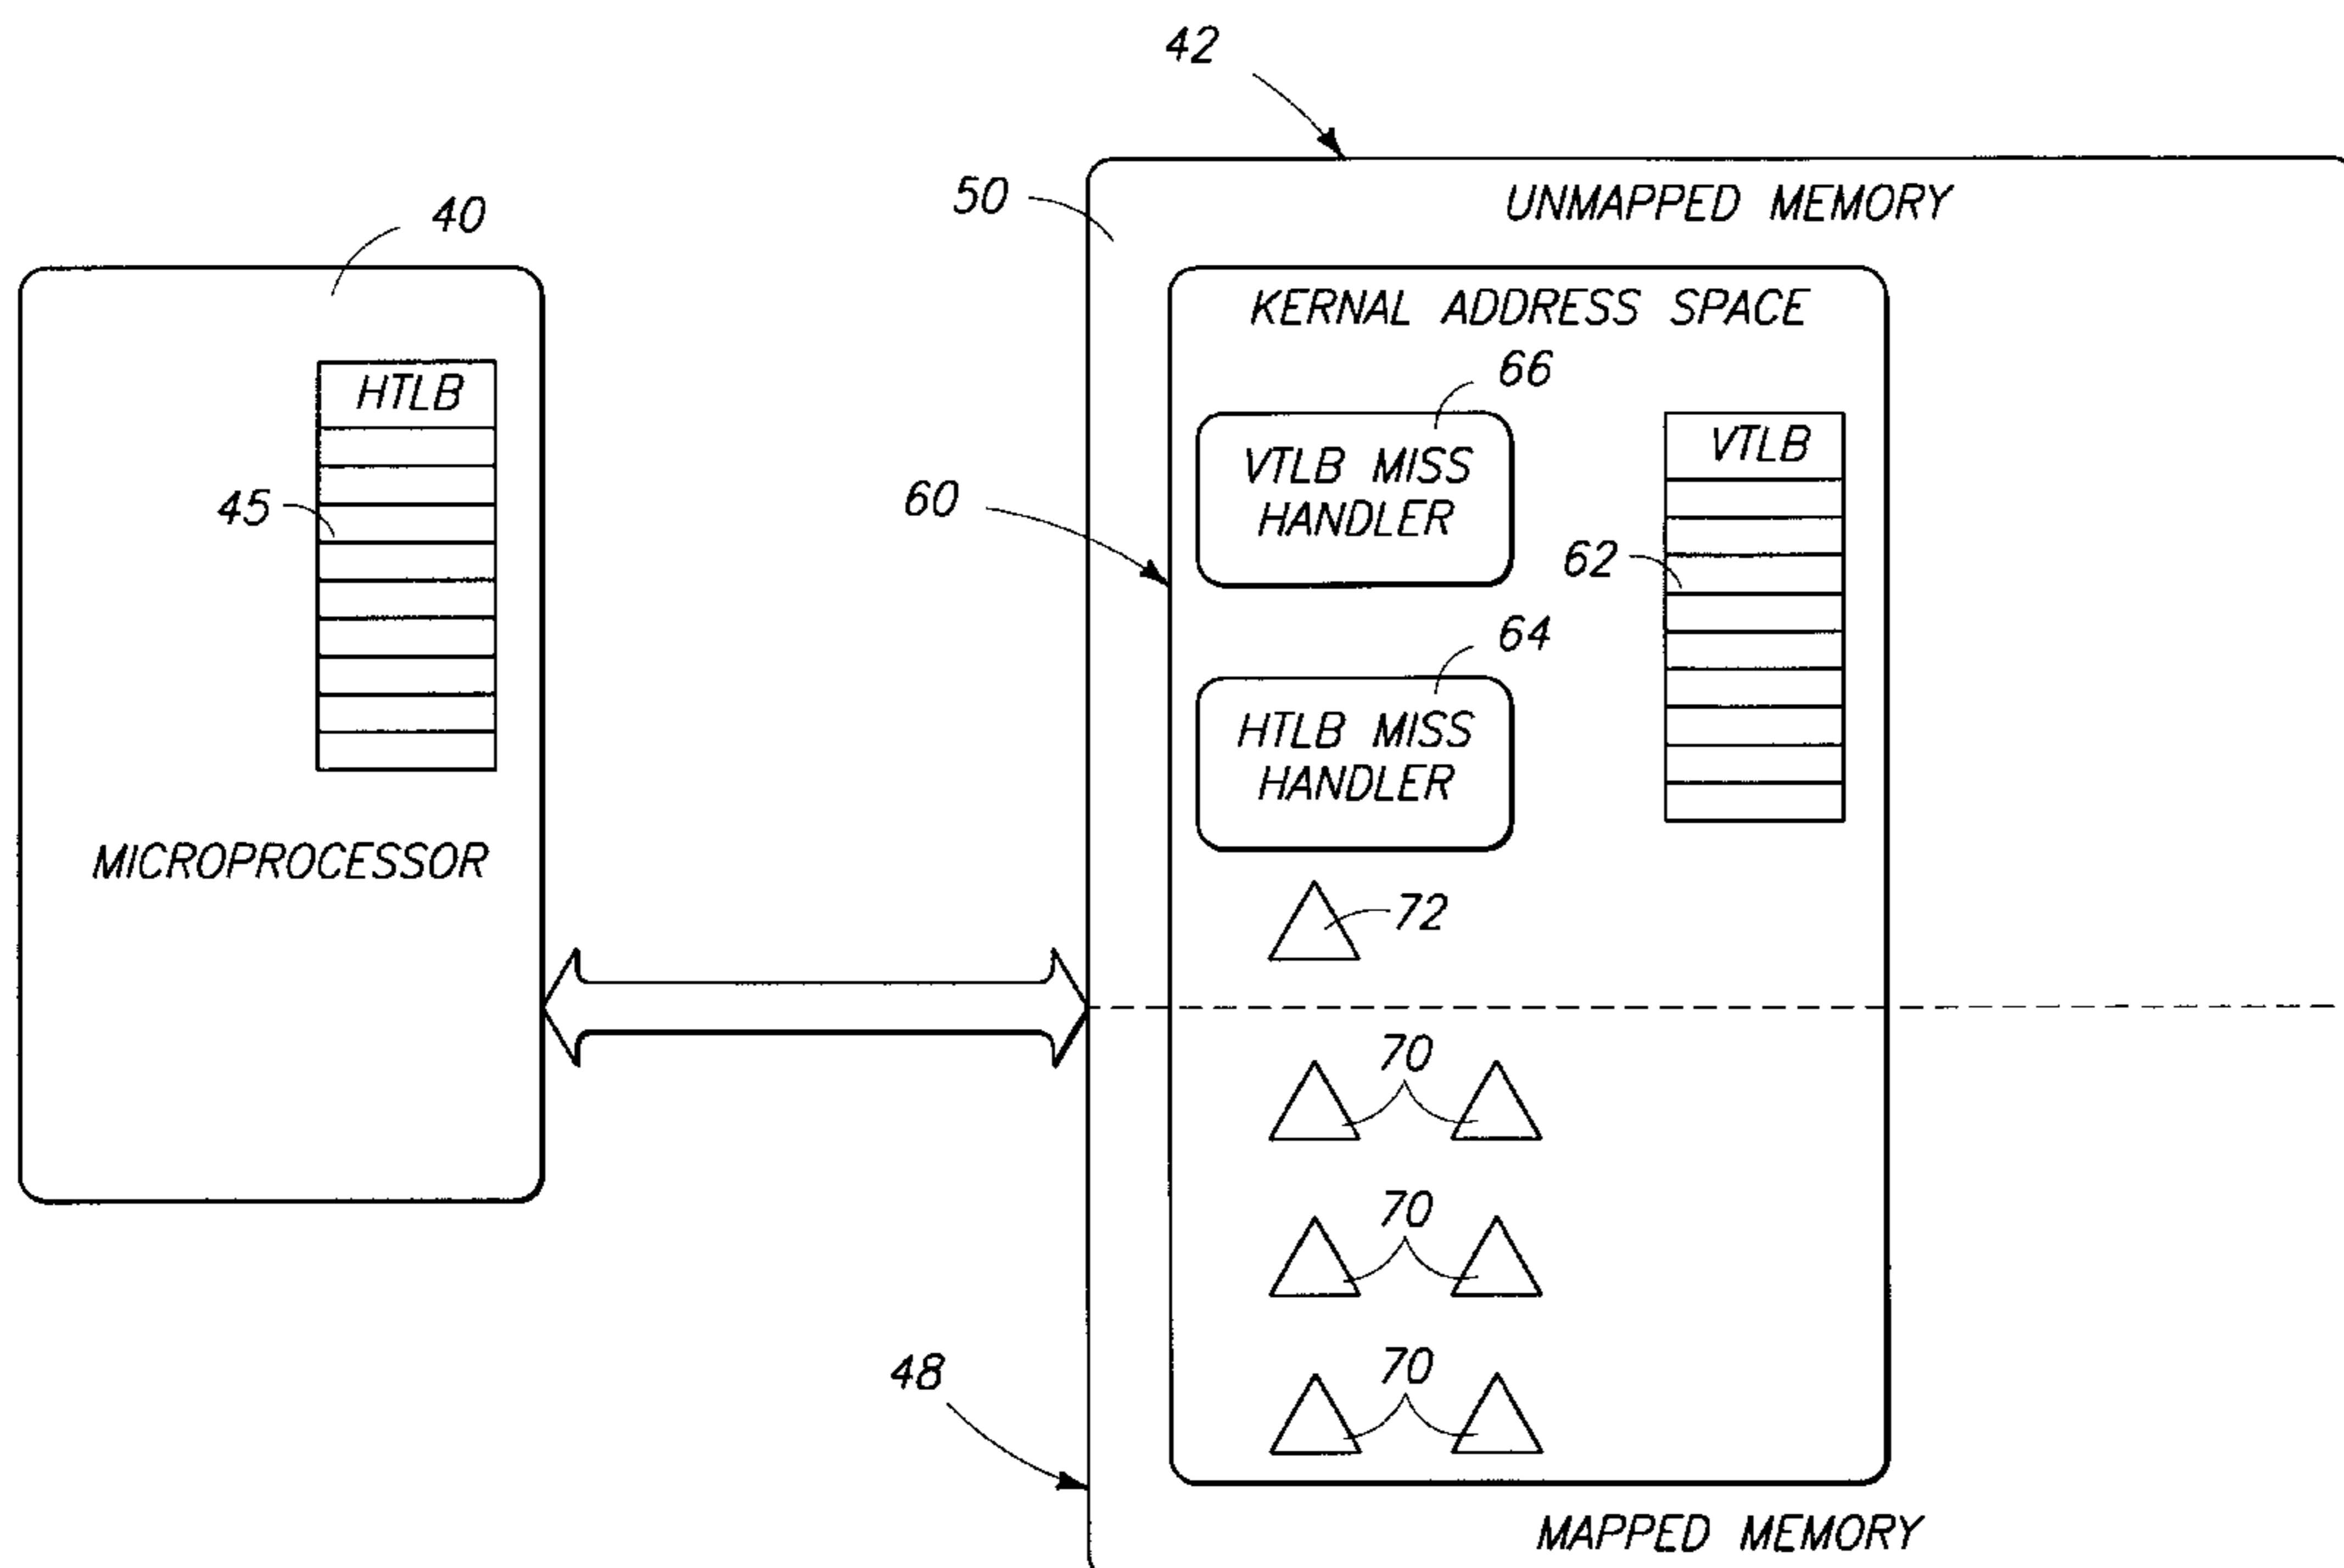 42
50
UNMAPPED MEMORY
40
KERNAL ADDRESS SPACE
66
HTLB
VTLB MISS
HANDLER
VTLB
45
60
62
64
HTLB MISS
HANDLER
MICROPROCESSOR
72
70
70
70
48
MAPPED MEMORY